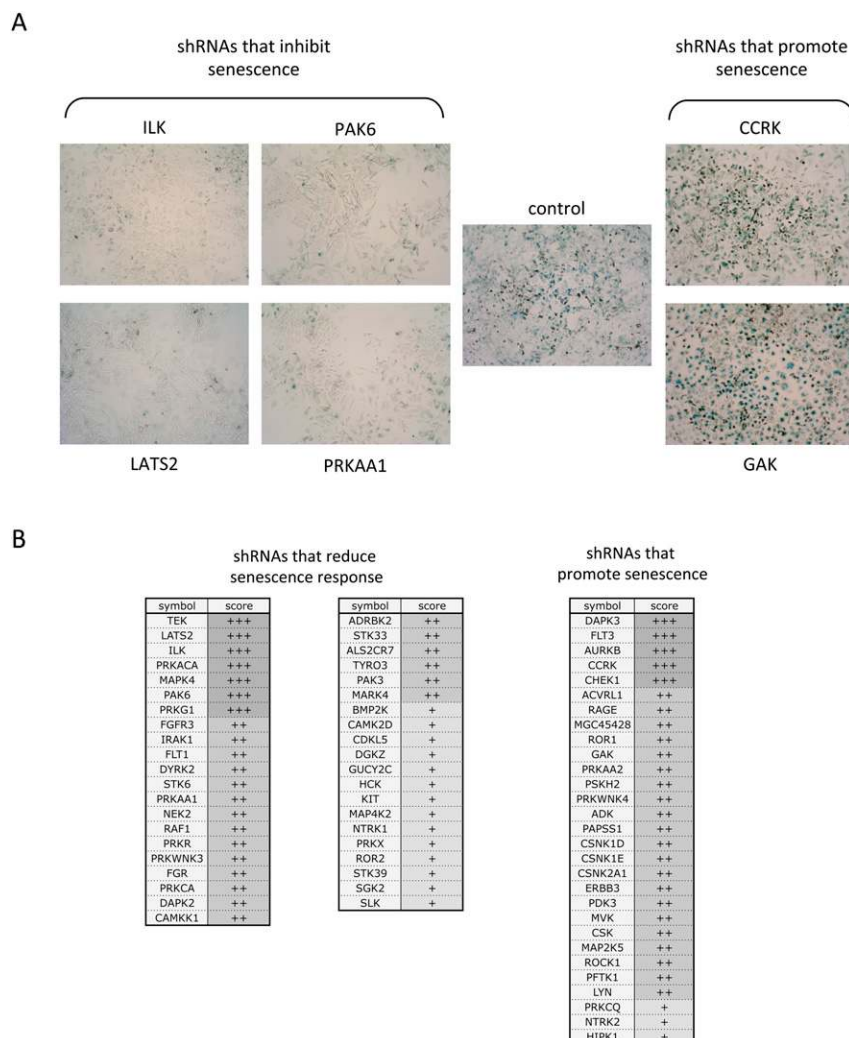 A
shRNAs that inhibit
senescence
shRNAs that promote
senescence
ILK
PAK6
CCRK
control
LATS2
PRKAA1
GAK
B
shRNAs that reduce
senescence response
shRNAs that
promote senescence
symbol score
TEK +++
LATS2 +++
ILK +++
PRKACA +++
MAPK4 +++
PAK6 +++
PRKG1 +++
FGFR3 ++
IRAK1 ++
FLT1 ++
DYRK2 ++
STK6 ++
PRKAA1 ++
NEK2 ++
RAF1 ++
PRKR ++
PRKWNK3 ++
FGR ++
PRKCA ++
DAPK2 ++
CAMKK1 ++
symbol score
ADRBK2 ++
STK33 ++
ALS2CR7 ++
TYRO3 ++
PAK3 ++
MARK4 ++
BMP2K +
CAMK2D +
CDKL5 +
DGKZ +
GUCY2C +
HCK +
KIT +
MAP4K2 +
NTRK1 +
PRKX +
ROR2 +
STK39 +
SGK2 +
SLK +
symbol score
DAPK3 +++
FLT3 +++
AURKB +++
CCRK +++
CHEK1 +++
ACVRL1 ++
RAGE ++
MGC45428 ++
ROR1 ++
GAK ++
PRKAA2 ++
PSKH2 ++
PRKWNK4 ++
ADK ++
PAPSS1 ++
CSNK1D ++
CSNK1E ++
CSNK2A1 ++
ERBB3 ++
PDK3 ++
MVK ++
CSK ++
MAP2K5 ++
ROCK1 ++
PFTK1 ++
LYN ++
PRKCQ +
NTRK2 +
HIPK1 +